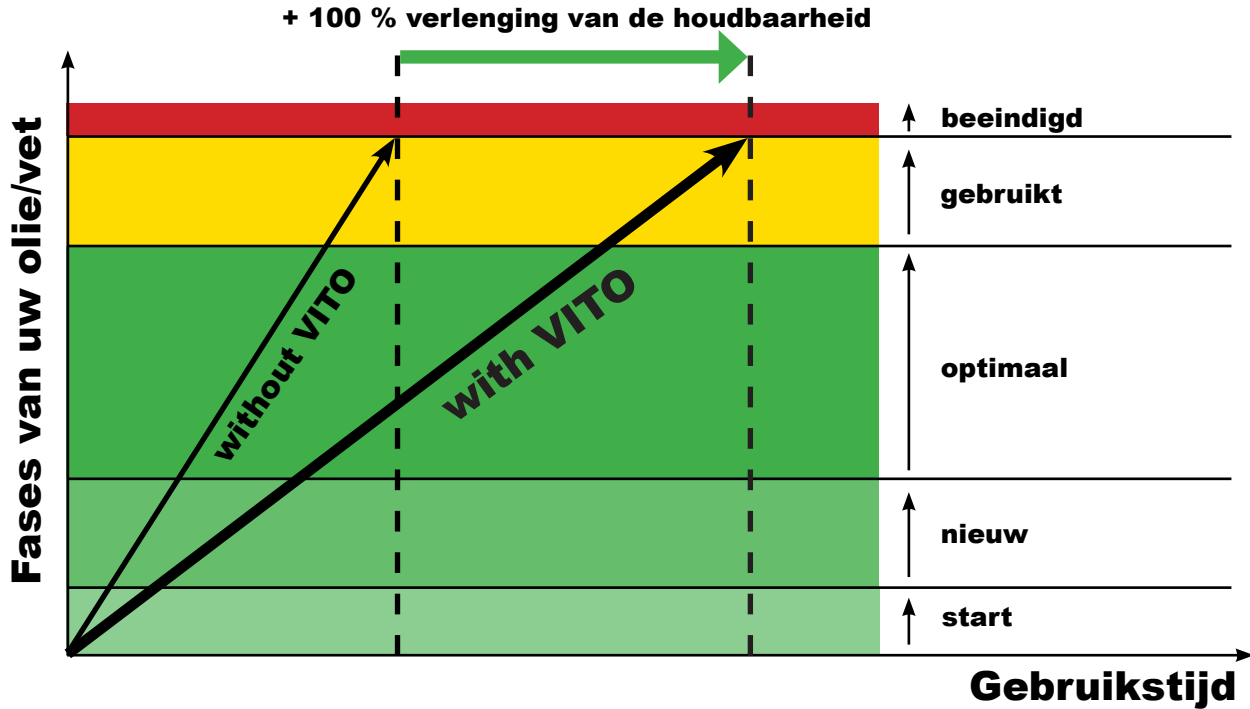 + 100 % verlenging van de houdbaarheid
Fases van uw olie/vet
without VITO
with VITO
beeindigd
gebruikt
optimaal
nieuw
start
Gebruikstijd